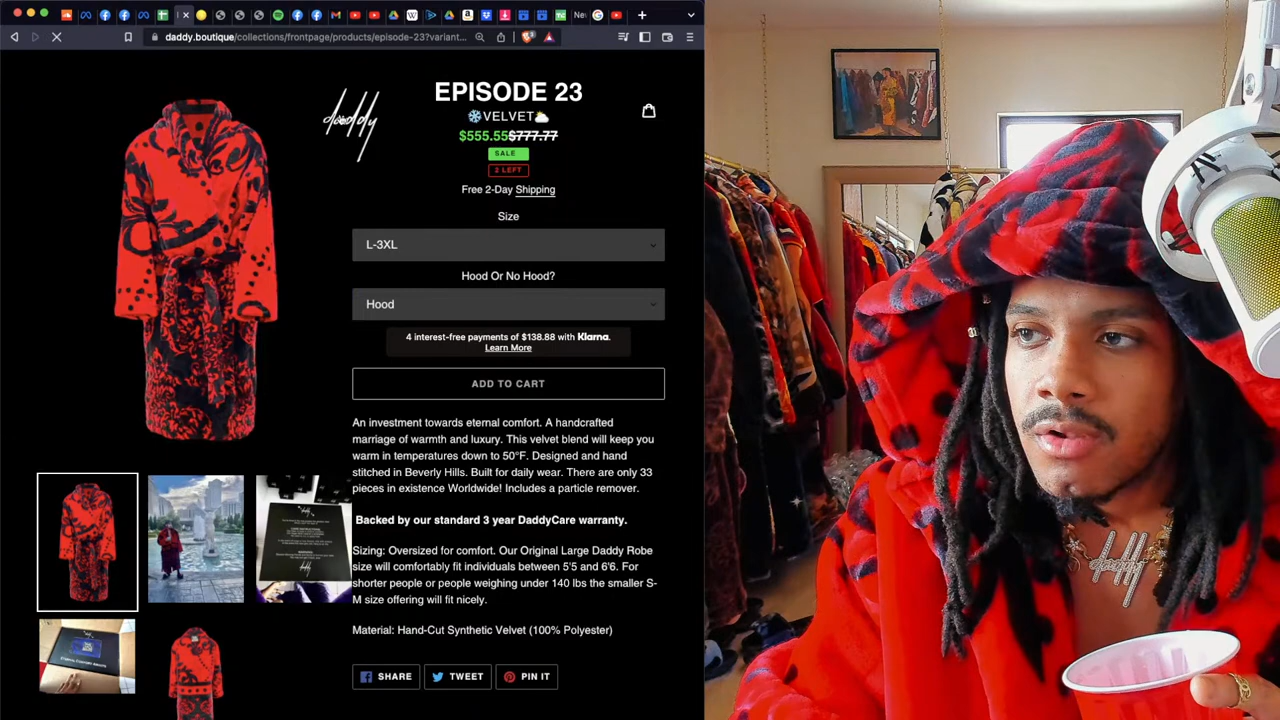 New
daddy.boutique/collections/frontpage/products/episode-23?variant...
daddy
EPISODE 23
❄️VELVET⛅
$555.55$777.77
SALE
2 LEFT
Free 2-Day Shipping
Size
L-3XL
Hood Or No Hood?
Hood
4 interest-free payments of $138.88 with Klarna.
Learn More
ADD TO CART
An investment towards eternal comfort. A handcrafted
marriage of warmth and luxury. This velvet blend will keep you
warm in temperatures down to 50°F. Designed and hand
stitched in Beverly Hills. Built for daily wear. There are only 33
pieces in existence Worldwide! Includes a particle remover.
Backed by our standard 3 year DaddyCare warranty.
Sizing: Oversized for comfort. Our Original Large Daddy Robe
size will comfortably fit individuals between 5'5 and 6'6. For
shorter people or people weighing under 140 lbs the smaller S-
M size offering will fit nicely.
Material: Hand-Cut Synthetic Velvet (100% Polyester)
SHARE
TWEET
PIN IT
daddy